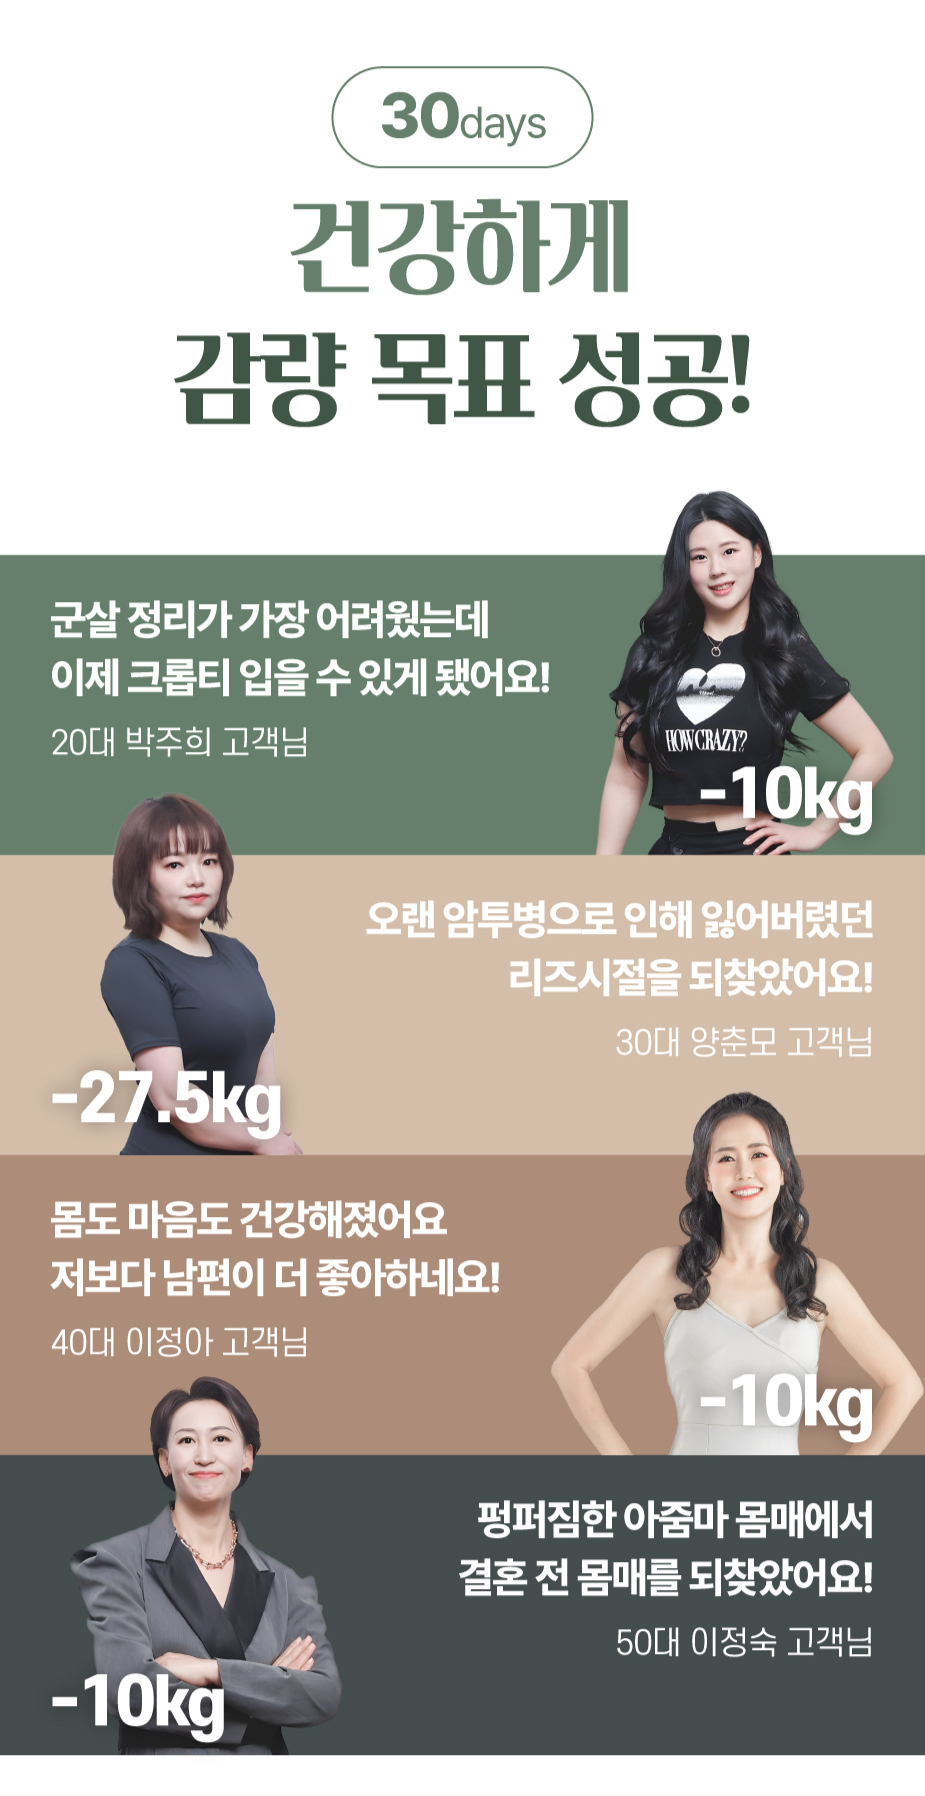 30days
건강하게
감량 목표 성공!
군살 정리가 가장 어려웠는데
이제 크롭티 입을 수 있게 됐어요!
20대 박주희 고객님
HOW CRAZY?
-10kg
오랜 암투병으로 인해 잃어버렸던
리즈시절을 되찾았어요!
30대 양춘모 고객님
-27.5kg
몸도 마음도 건강해졌어요
저보다 남편이 더 좋아하네요!
40대 이정아 고객님
-10kg
펑퍼짐한 아줌마 몸매에서
결혼 전 몸매를 되찾았어요!
50대 이정숙 고객님
-10kg